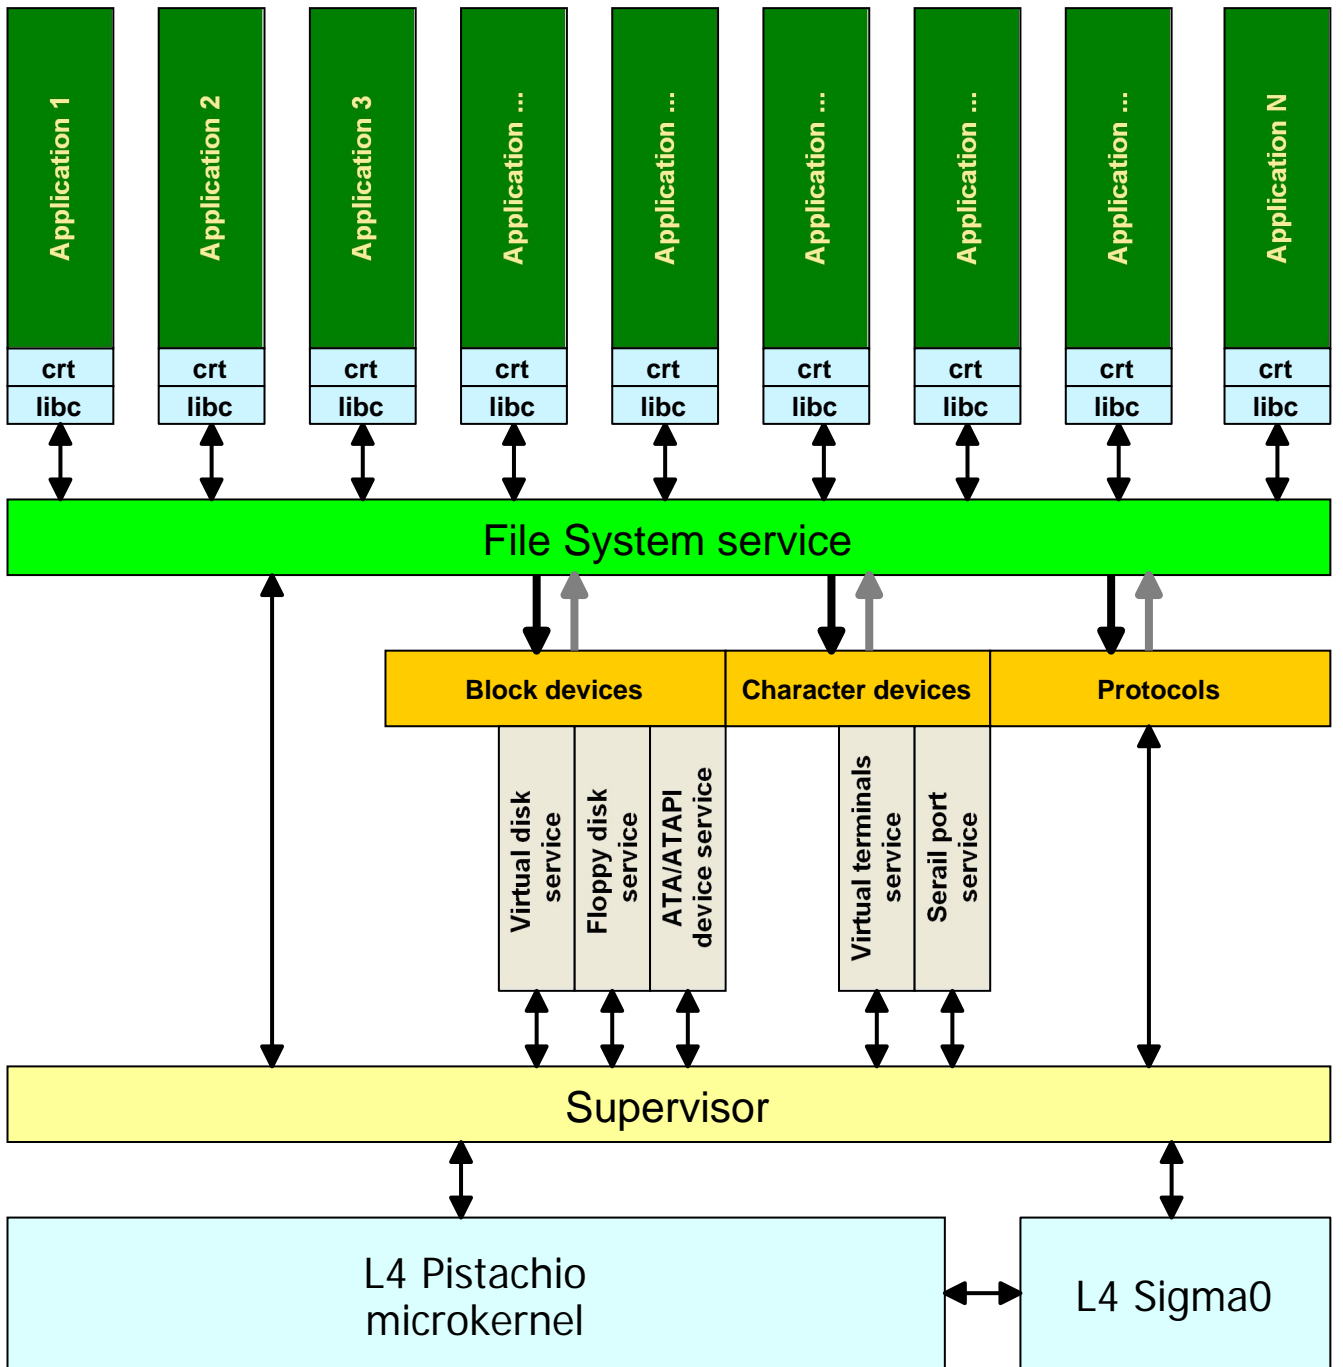 Application 1
Application 2
Application 3
Application ...
Application ...
Application ...
Application ...
Application ...
Application N
crt
crt
crt
crt
crt
crt
crt
crt
crt
libc
libc
libc
libc
libc
libc
libc
libc
libc
File System service
Block devices
Character devices
Protocols
Virtual disk
service
Floppy disk
service
ATA/ATAPI
device service
Virtual terminals
service
Serail port
service
Supervisor
L4 Pistachio
microkernel
L4 Sigma0